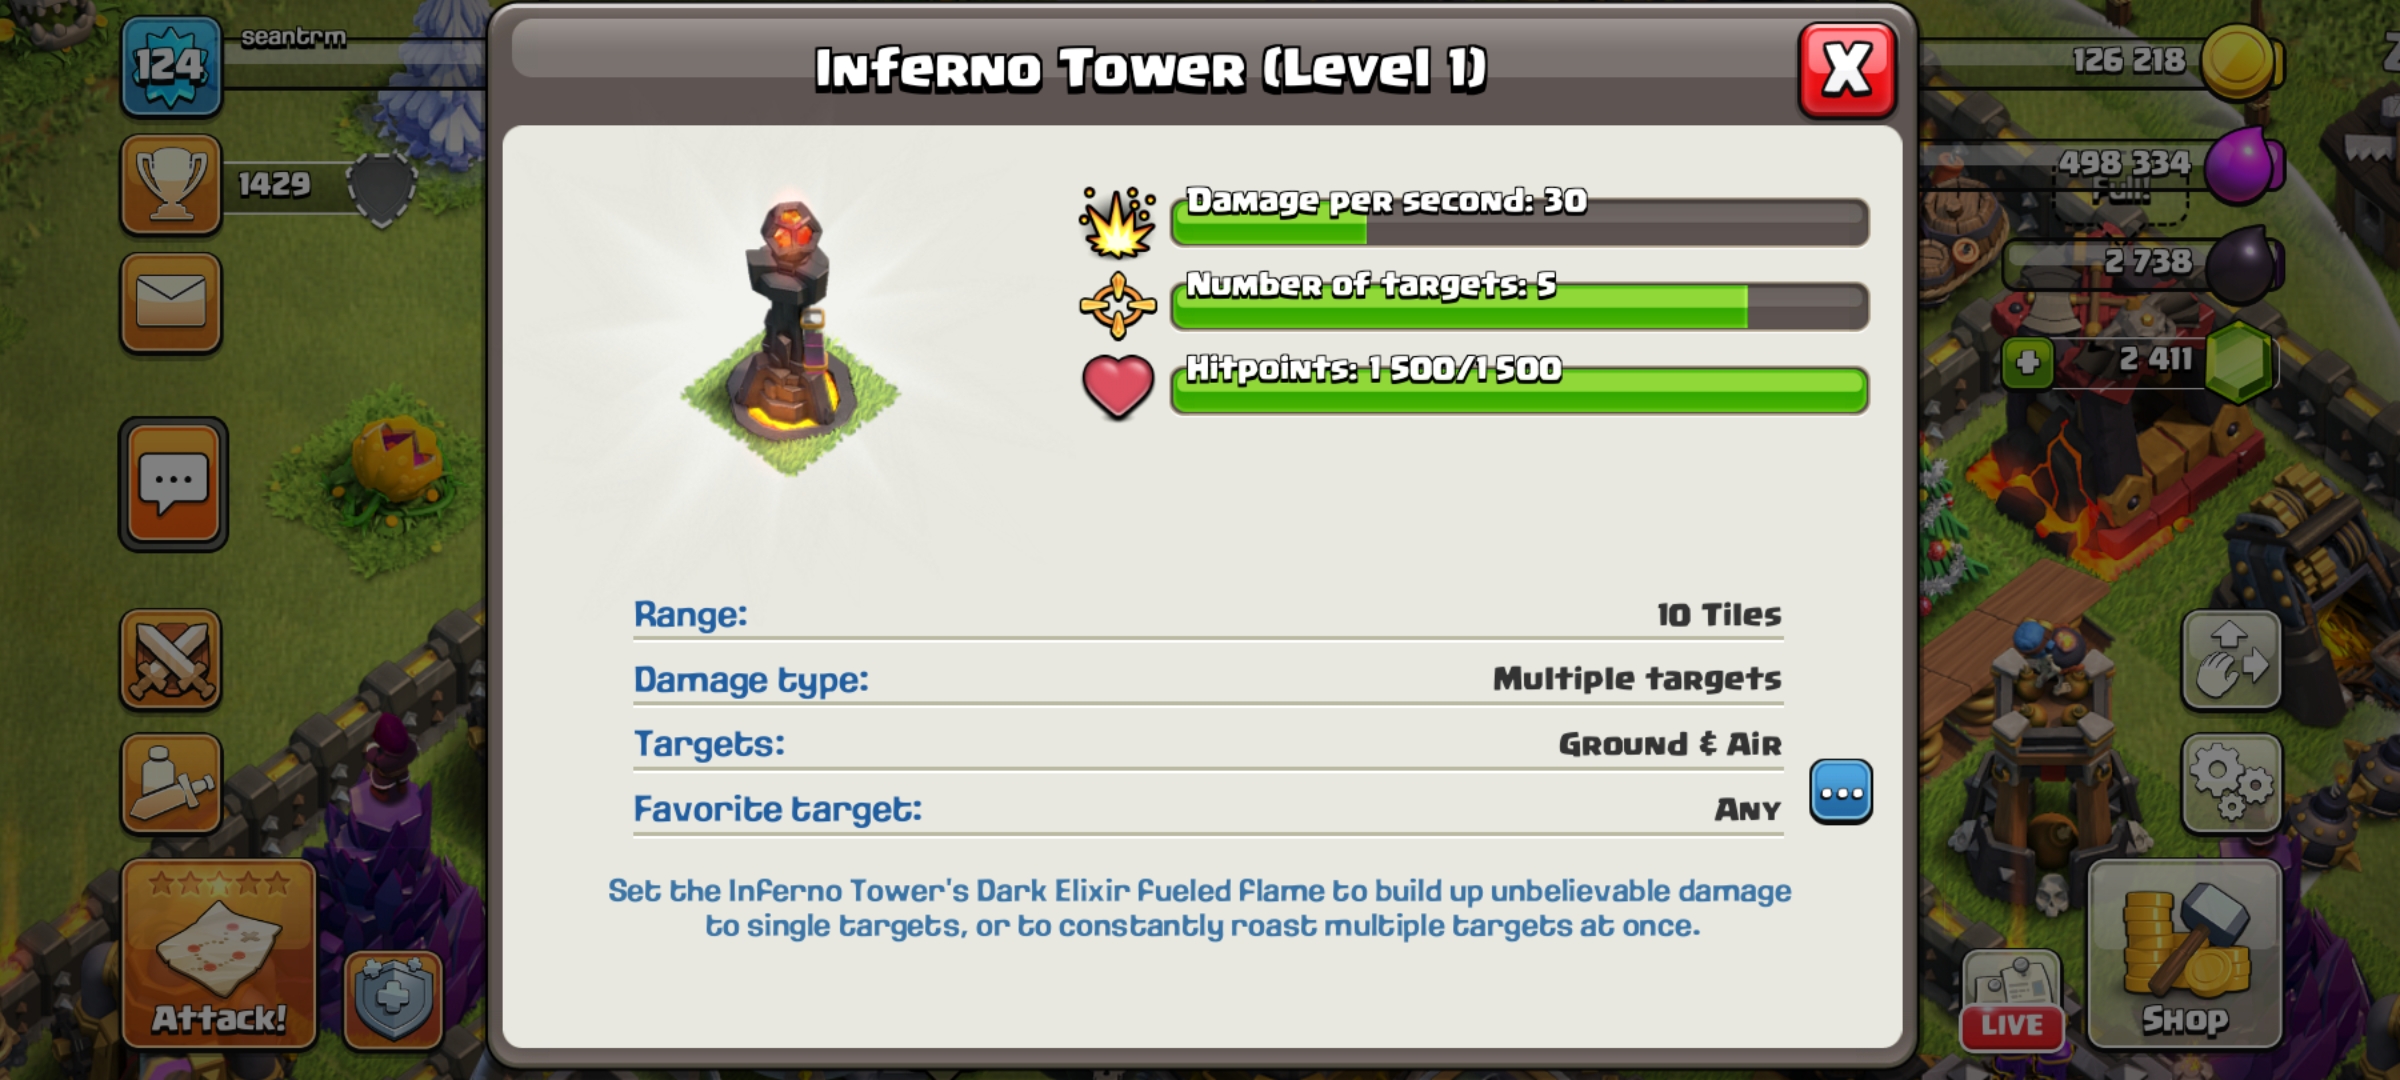 124
seantrm
Inferno Tower (Level 1)
X
126 218
1429
Damage per second: 30
Number of targets: 5
Hitpoints: 1 500/1 500
498 334
Full!
2 738
2 411
Range: 10 Tiles
Damage type: Multiple targets
Targets: Ground & Air
Favorite target: Any
Set the Inferno Tower's Dark Elixir fueled flame to build up unbelievable damage
to single targets, or to constantly roast multiple targets at once.
Attack!
LIVE
Shop